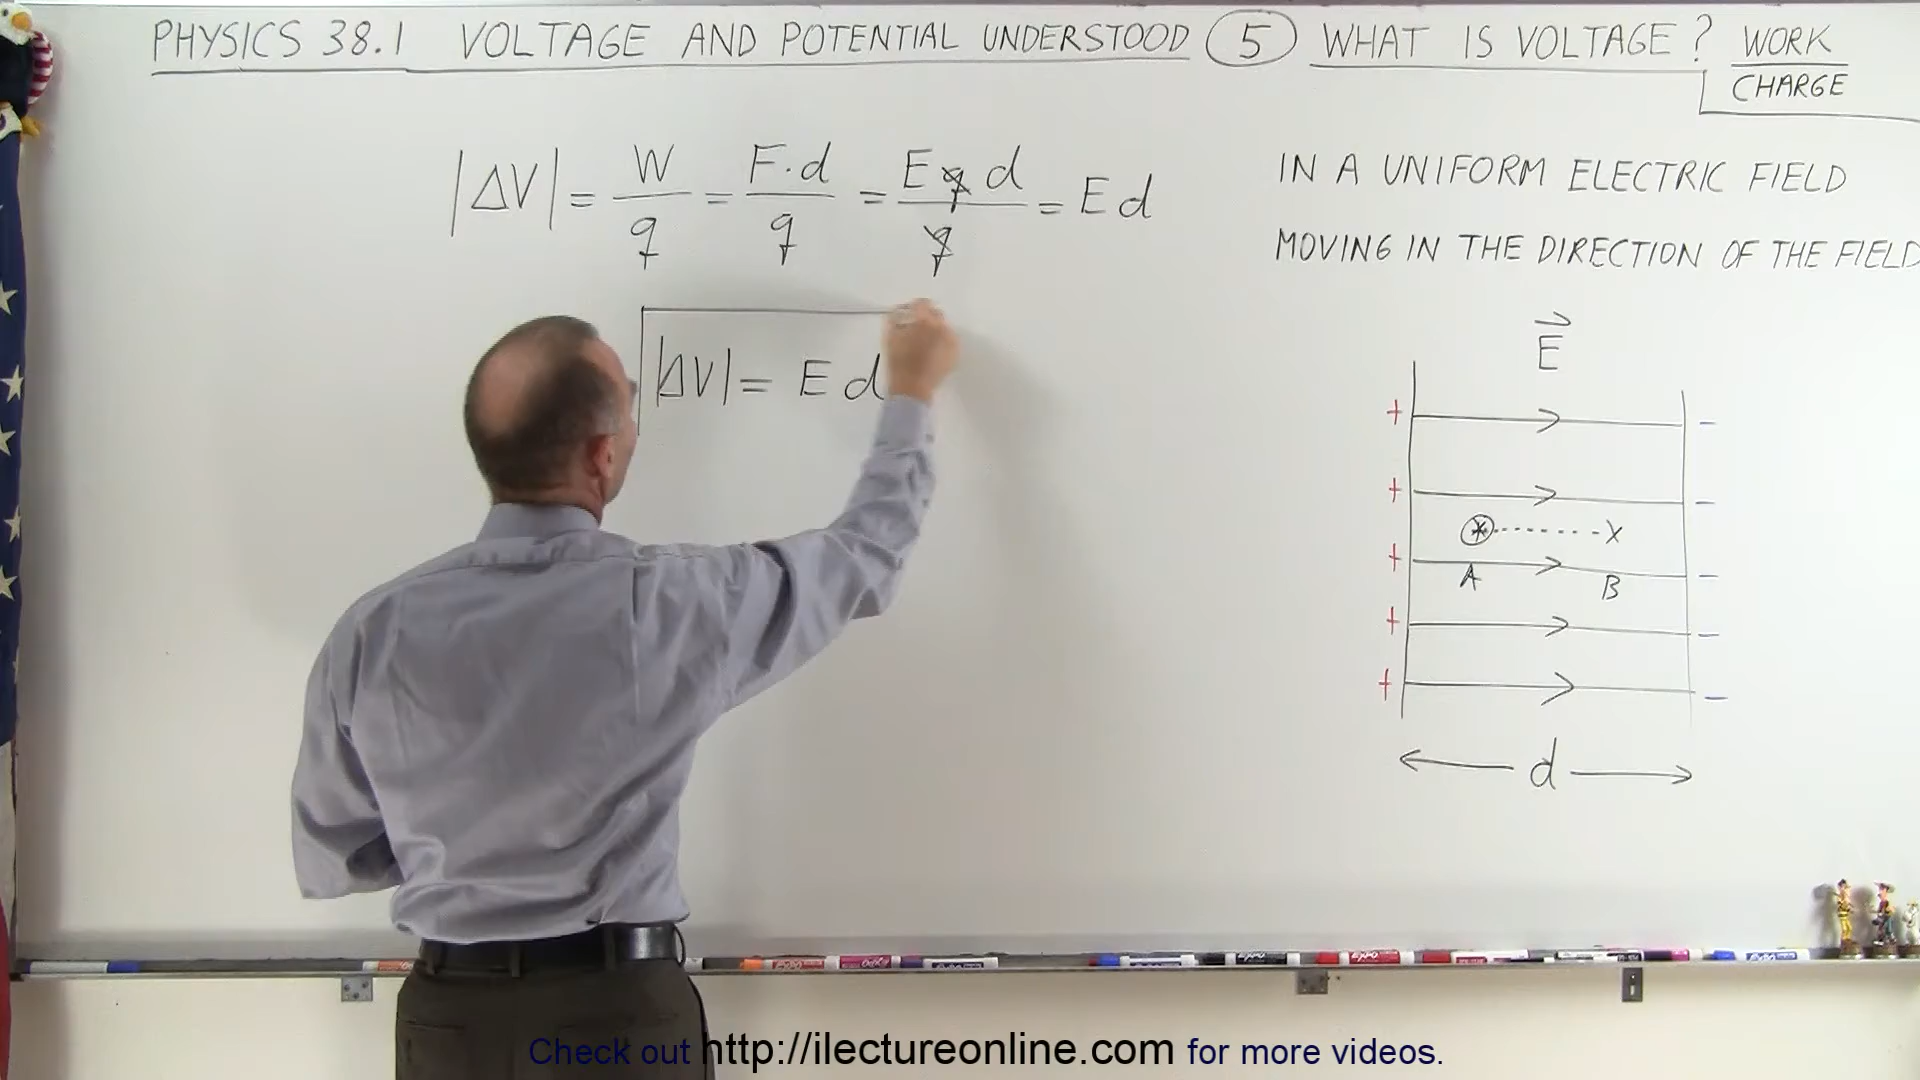 PHYSICS 38.1 VOLTAGE AND POTENTIAL UNDERSTOOD 5 WHAT IS VOLTAGE? WORK
CHARGE
|ΔV| = W/q = F·d/q = Eqd/q = Ed
IN A UNIFORM ELECTRIC FIELD
MOVING IN THE DIRECTION OF THE FIELD
|ΔV| = E d
E
+ -
+ -
X X
+ -
A B
+ -
+ -
d
Check out http://ilectureonline.com for more videos.